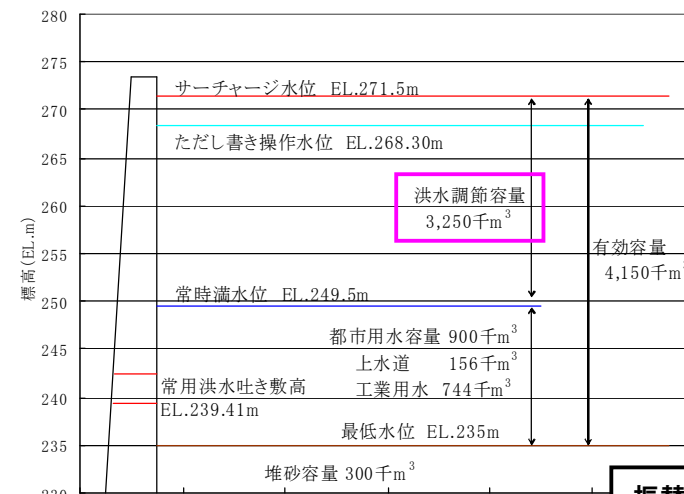 280
275
サーチャージ水位 EL.271.5m
270
ただし書き操作水位 EL.268.30m
265
洪水調節容量
3,250千m³
260
標高(EL.m)
255
有効容量
4,150千m³
常時満水位 EL.249.5m
250
都市用水容量 900千m³
上水道 156千m³
工業用水 744千m³
245
常用洪水吐き敷高
EL.239.41m
240
最低水位 EL.235m
235
堆砂容量 300千m³
230